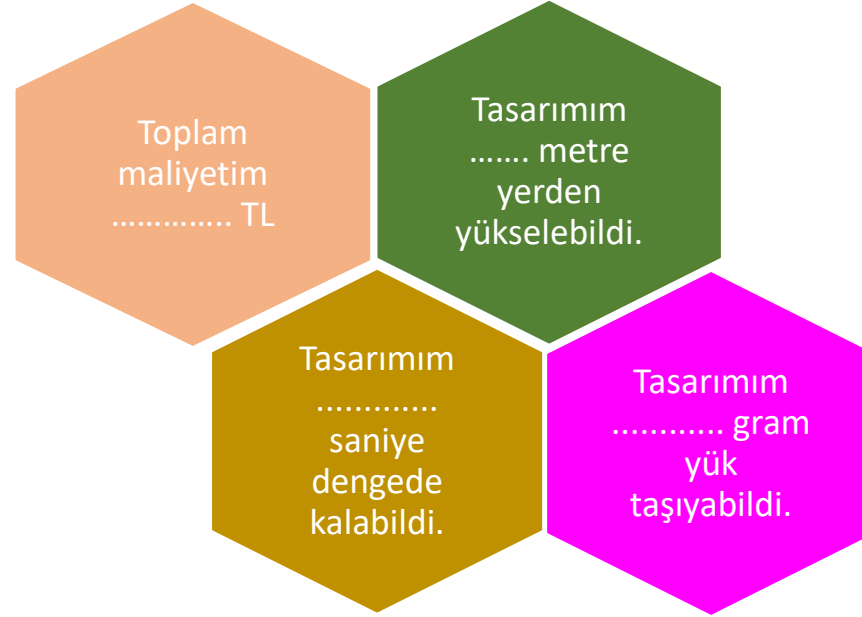 Toplam
maliyetim
………….. TL
Tasarımım
……. metre
yerden
yükselebildi.
Tasarımım
.............
saniye
dengede
kalabildi.
Tasarımım
............ gram
yük
taşıyabildi.